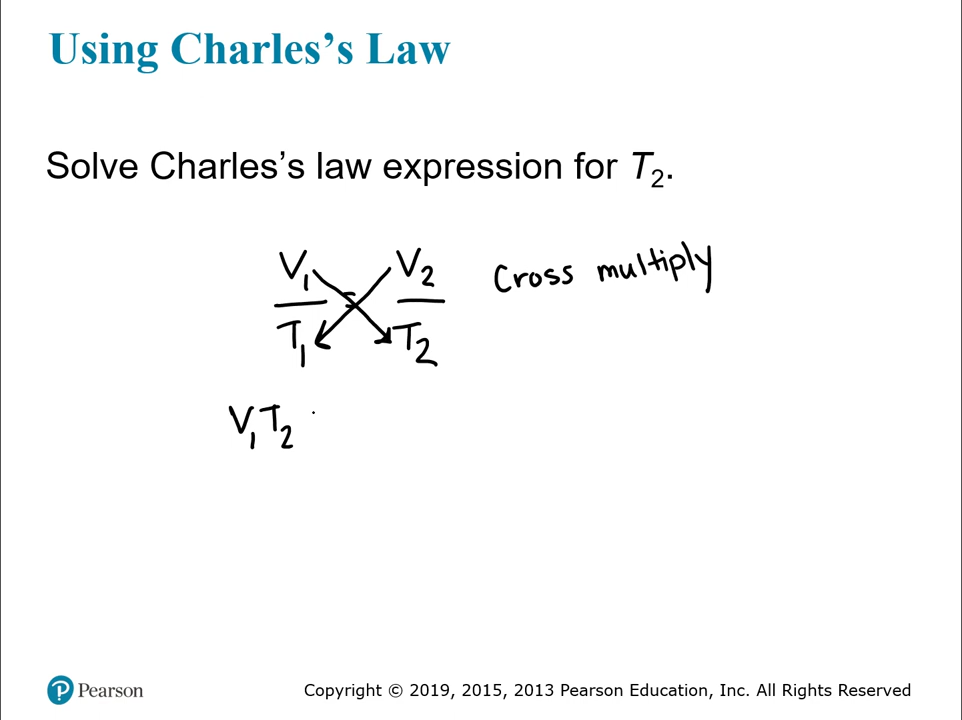 Using Charles's Law
Solve Charles's law expression for T₂.
V₁ = V₂ Cross multiply
T₁ T₂
V₁T₂
Pearson
Copyright © 2019, 2015, 2013 Pearson Education, Inc. All Rights Reserved